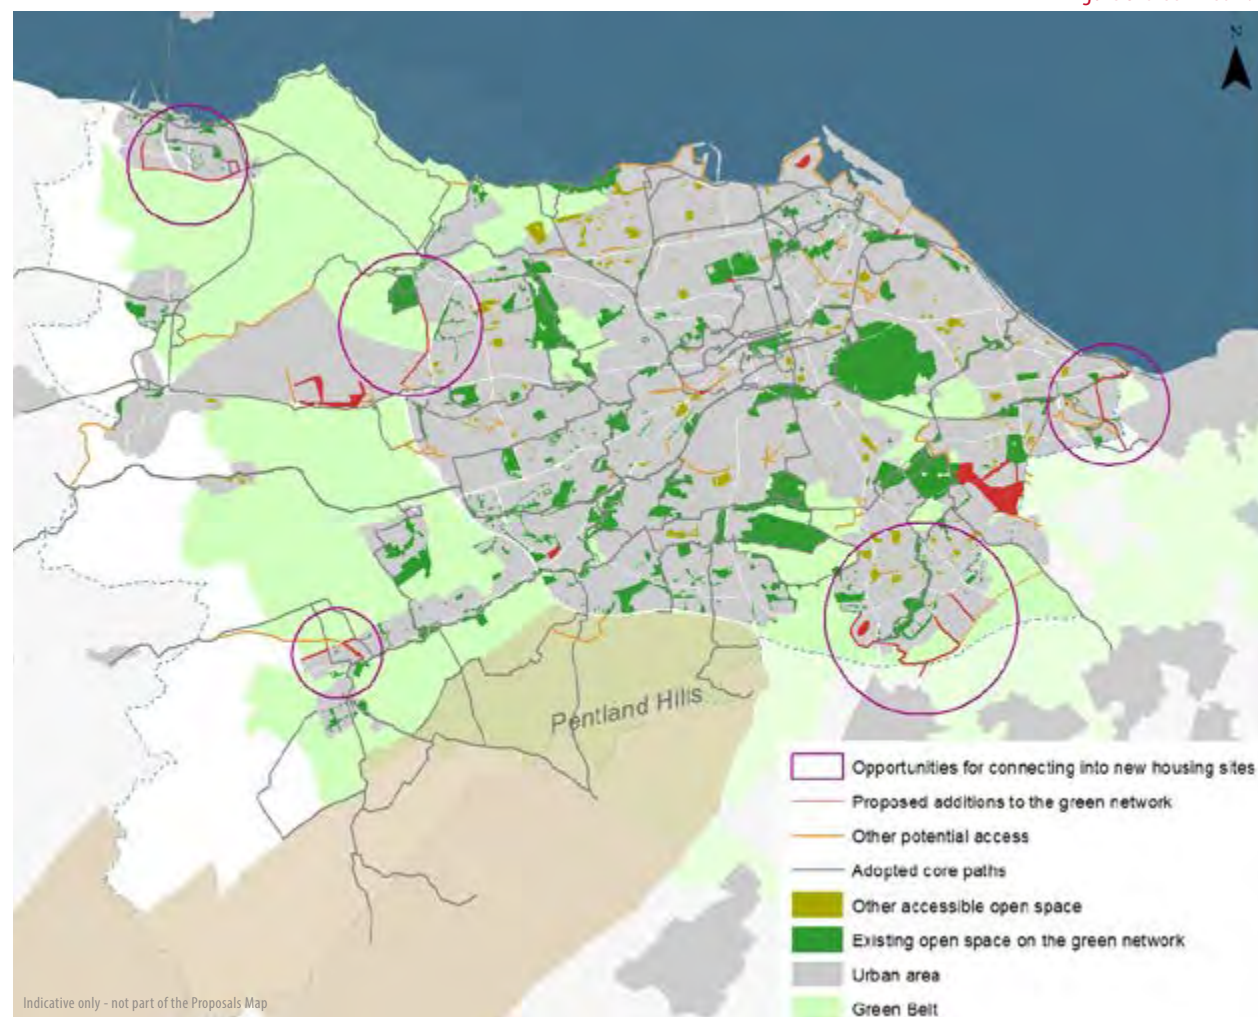 N
Pentland Hills
Opportunities for connecting into new housing sites
Proposed additions to the green network
Other potential access
Adopted core paths
Other accessible open space
Existing open space on the green network
Urban area
Green Belt
Indicative only - not part of the Proposals Map